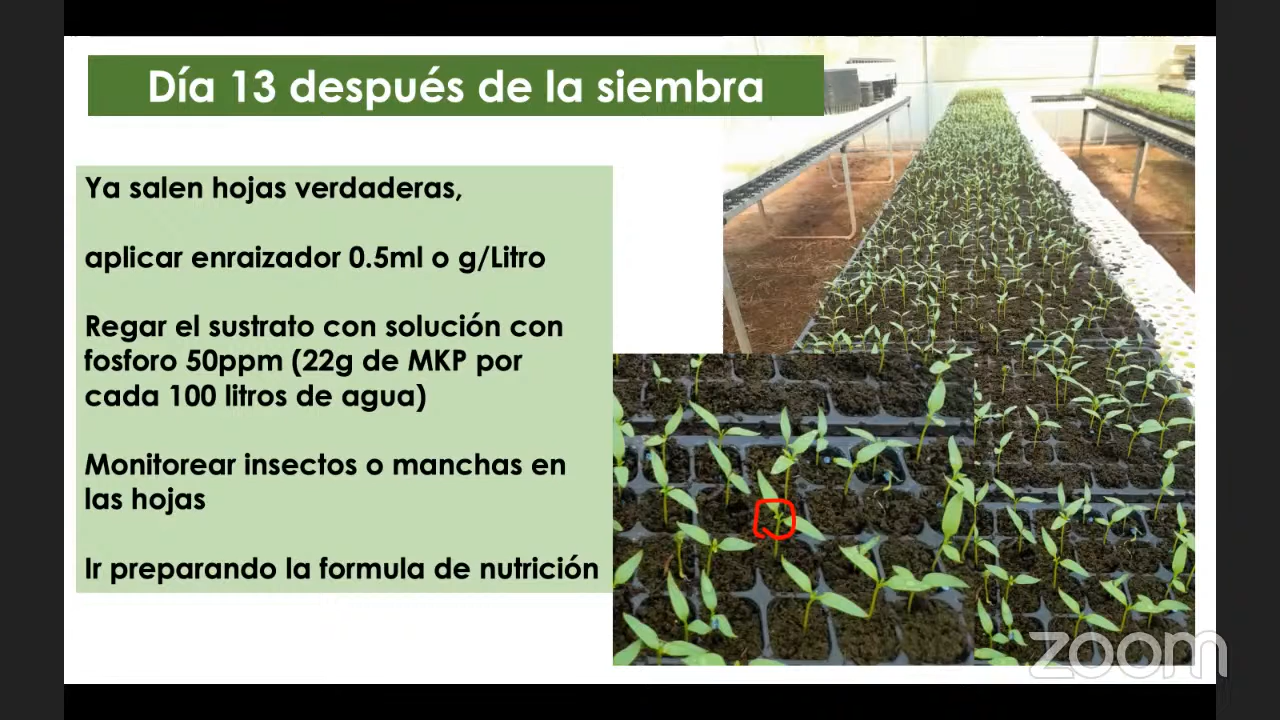 Día 13 después de la siembra
Ya salen hojas verdaderas,
aplicar enraizador 0.5ml o g/Litro
Regar el sustrato con solución con
fosforo 50ppm (22g de MKP por
cada 100 litros de agua)
Monitorear insectos o manchas en
las hojas
Ir preparando la formula de nutrición
zoom